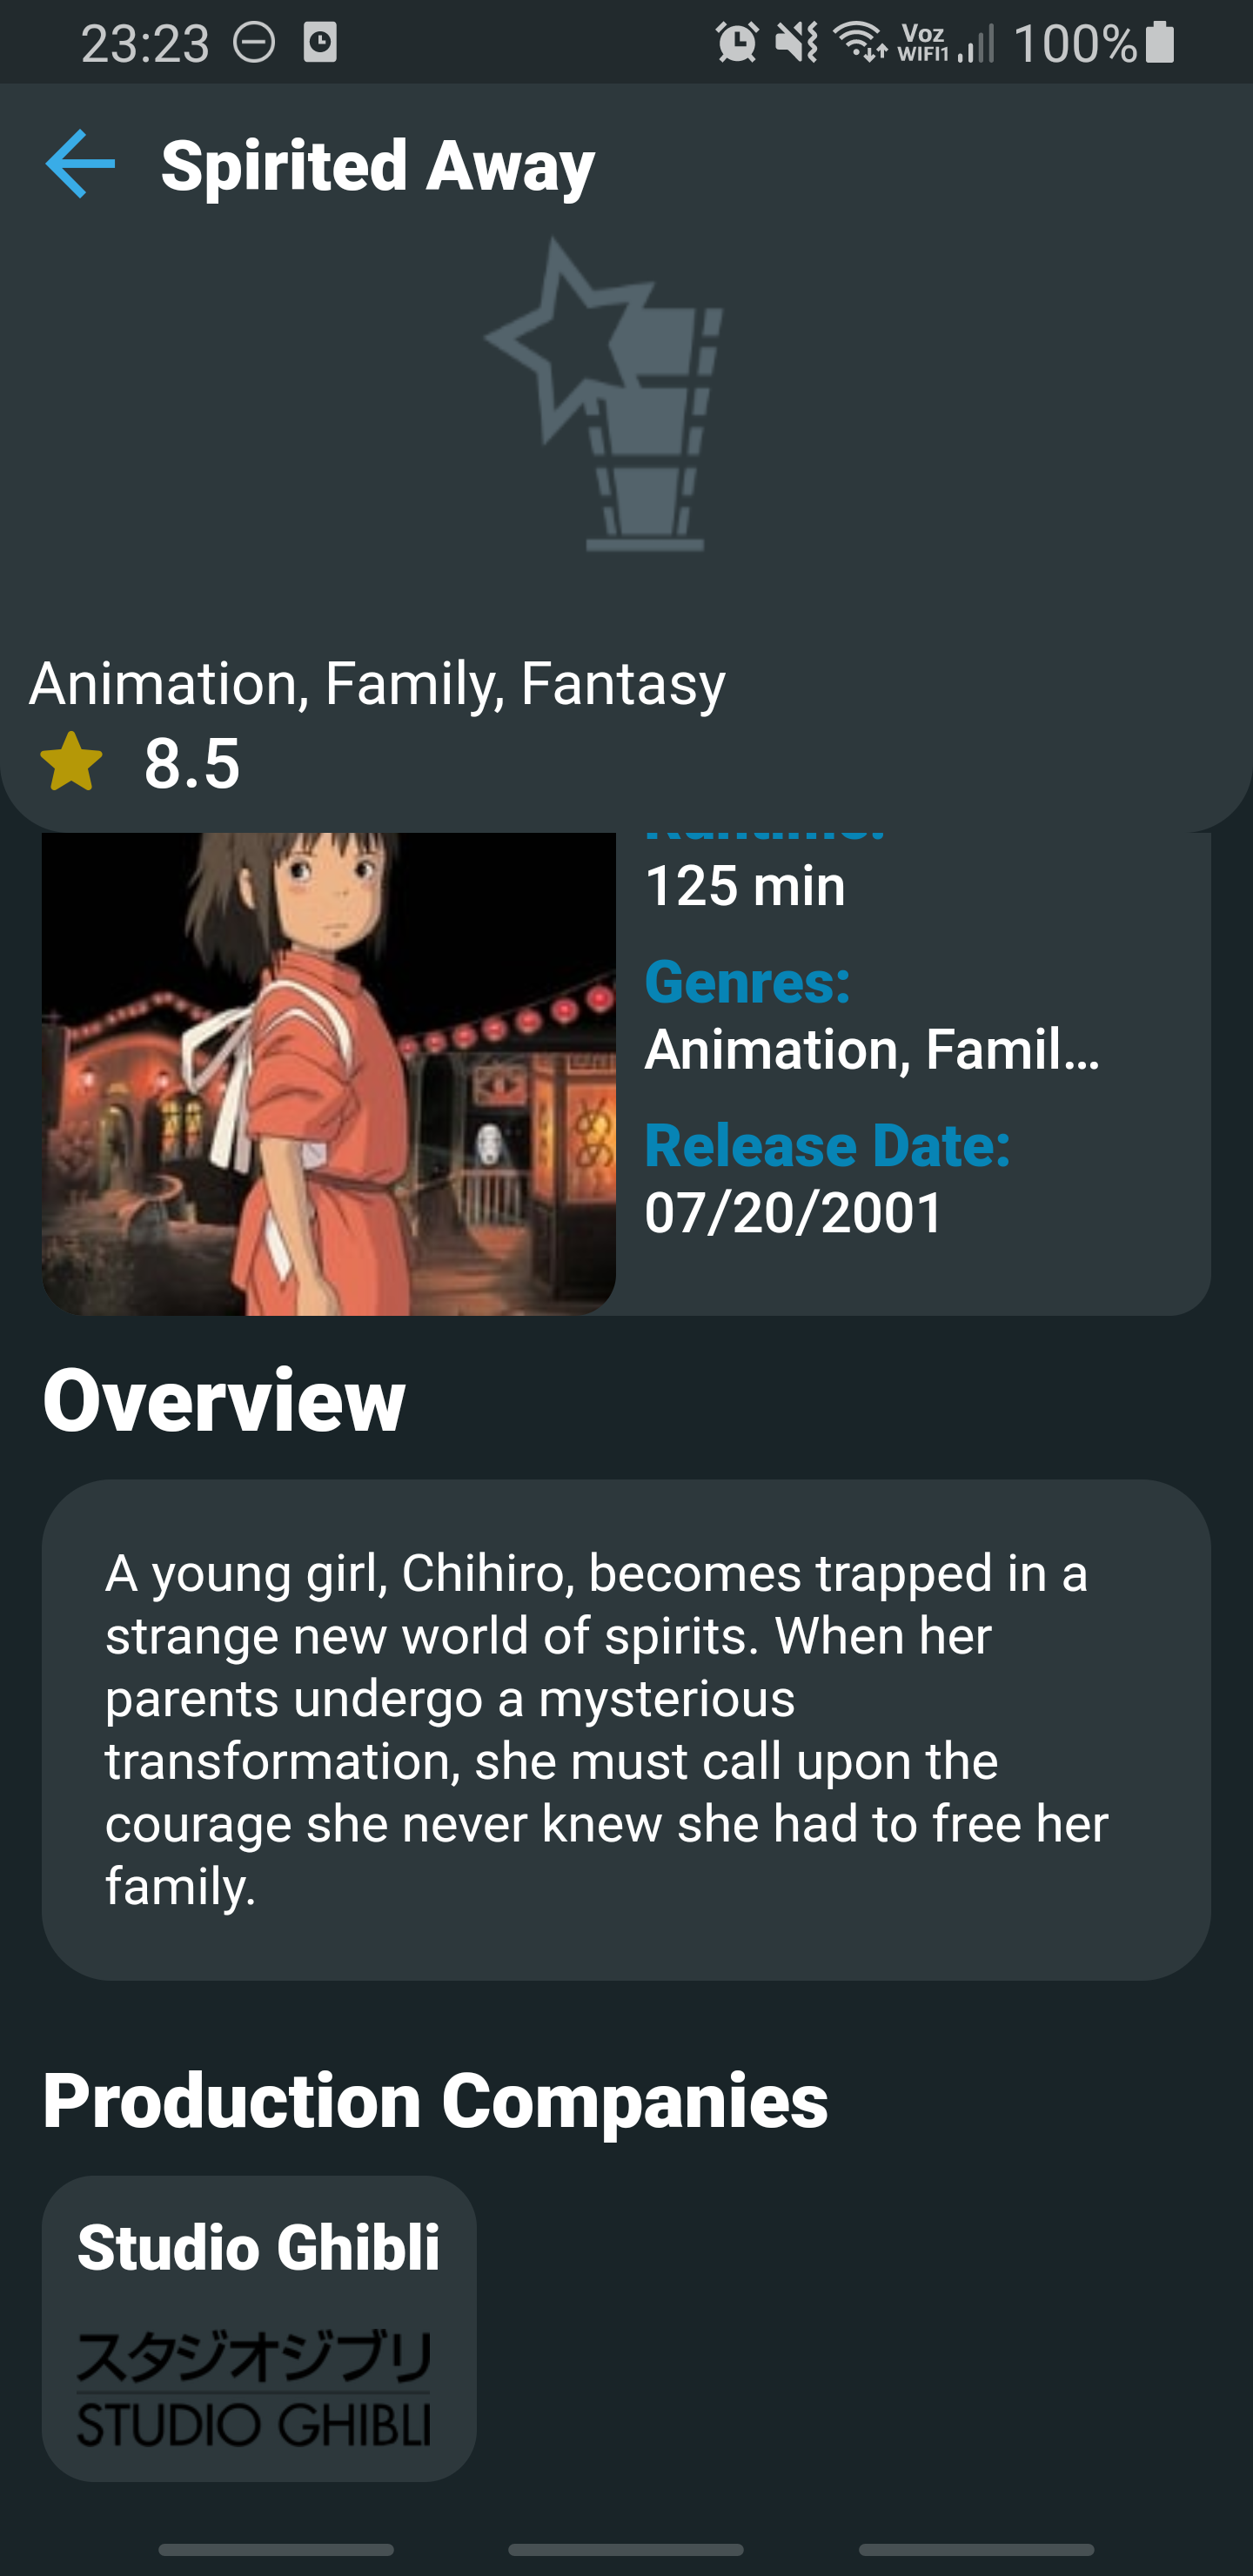 23:23
Voz
WIFI1
100%
Spirited Away
Animation, Family, Fantasy
8.5
Runtime:
125 min
Genres:
Animation, Famil...
Release Date:
07/20/2001
Overview
A young girl, Chihiro, becomes trapped in a
strange new world of spirits. When her
parents undergo a mysterious
transformation, she must call upon the
courage she never knew she had to free her
family.
Production Companies
Studio Ghibli
スタジオジブリ
STUDIO GHIBLI